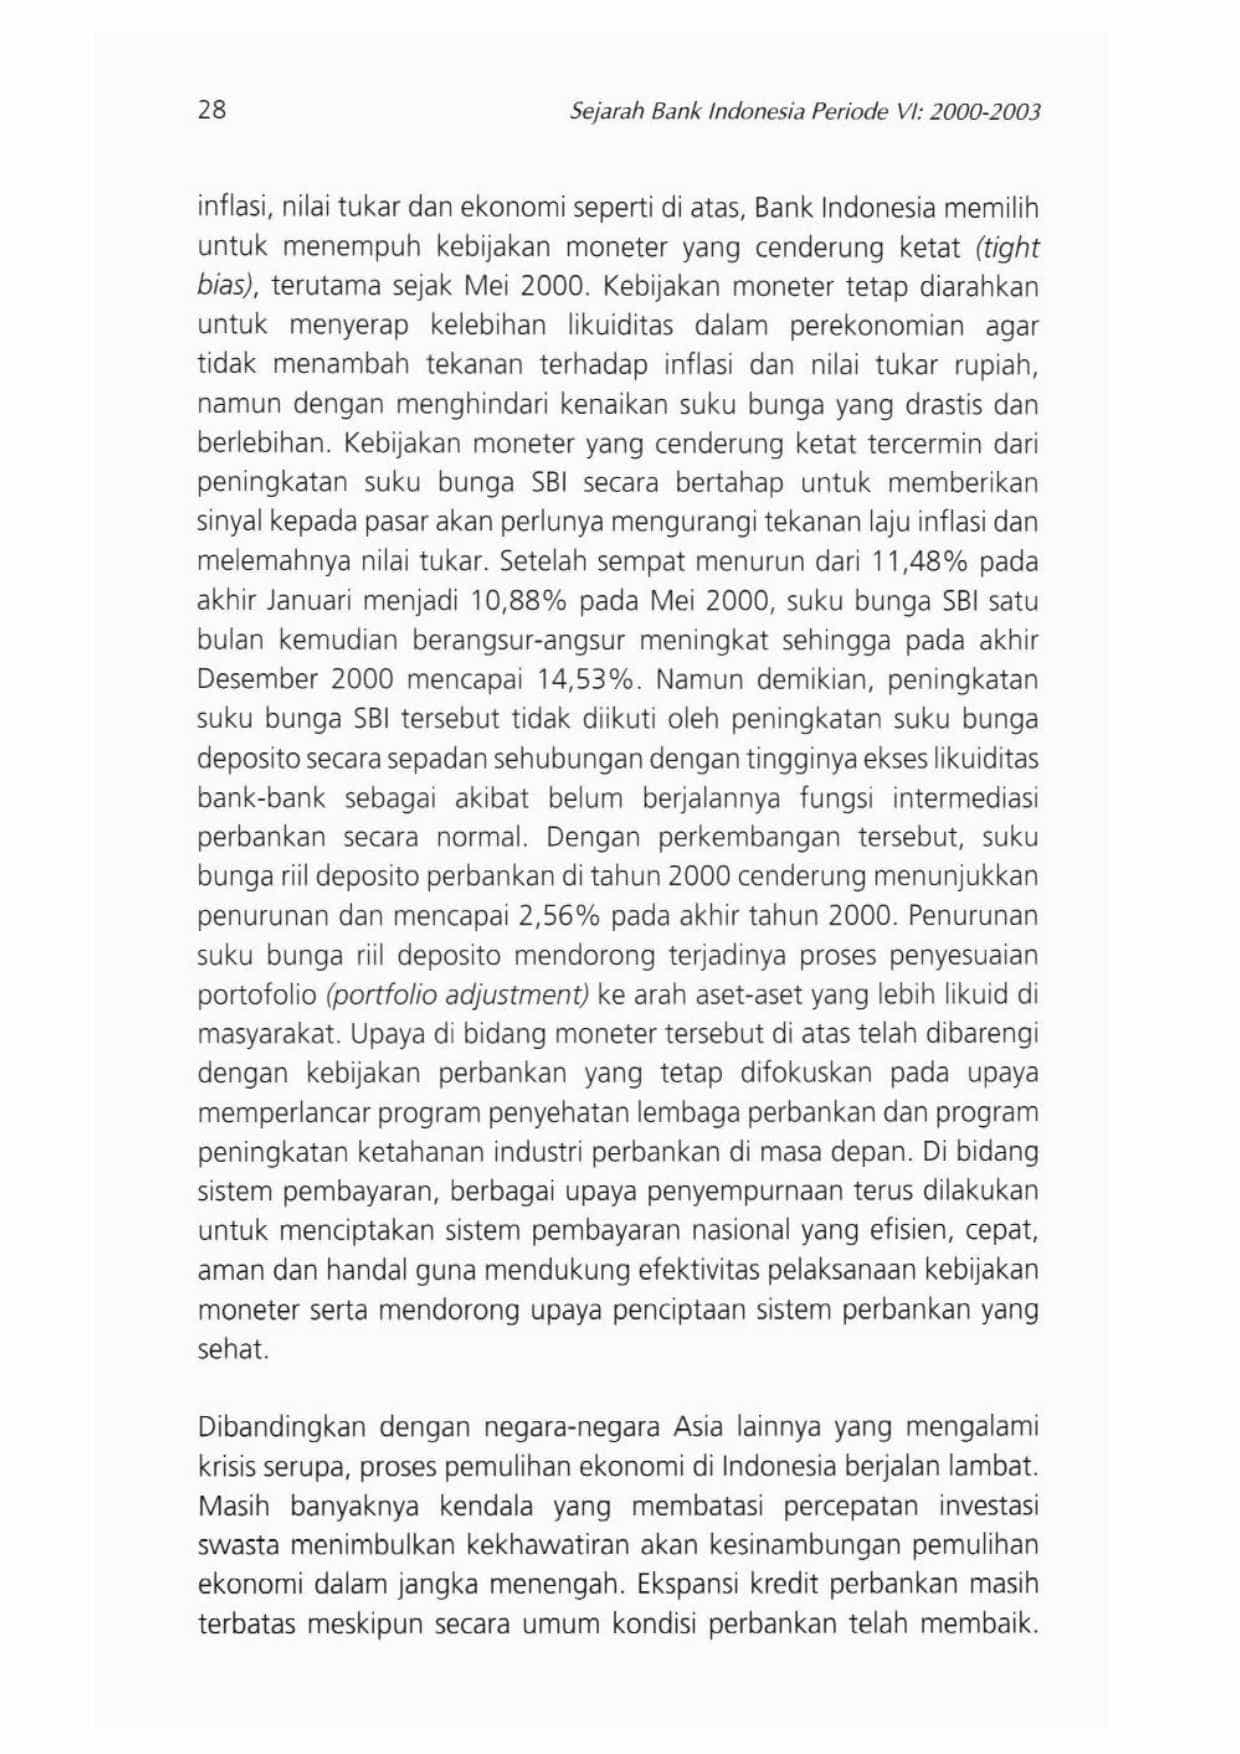 28
Sejarah Bank Indonesia Periode VI: 2000-2003
inflasi, nilai tukar dan ekonomi seperti di atas, Bank Indonesia memilih
untuk menempuh kebijakan moneter yang cenderung ketat (tight
bias), terutama sejak Mei 2000. Kebijakan moneter tetap diarahkan
untuk menyerap kelebihan likuiditas dalam perekonomian agar
tidak menambah tekanan terhadap inflasi dan nilai tukar rupiah,
namun dengan menghindari kenaikan suku bunga yang drastis dan
berlebihan. Kebijakan moneter yang cenderung ketat tercermin dari
peningkatan suku bunga SBI secara bertahap untuk memberikan
sinyal kepada pasar akan perlunya mengurangi tekanan laju inflasi dan
melemahnya nilai tukar. Setelah sempat menurun dari 11,48% pada
akhir Januari menjadi 10,88% pada Mei 2000, suku bunga SBI satu
bulan kemudian berangsur-angsur meningkat sehingga pada akhir
Desember 2000 mencapai 14,53%. Namun demikian, peningkatan
suku bunga SBI tersebut tidak diikuti oleh peningkatan suku bunga
deposito secara sepadan sehubungan dengan tingginya ekses likuiditas
bank-bank sebagai akibat belum berjalannya fungsi intermediasi
perbankan secara normal. Dengan perkembangan tersebut, suku
bunga riil deposito perbankan di tahun 2000 cenderung menunjukkan
penurunan dan mencapai 2,56% pada akhir tahun 2000. Penurunan
suku bunga riil deposito mendorong terjadinya proses penyesuaian
portofolio (portfolio adjustment) ke arah aset-aset yang lebih likuid di
masyarakat. Upaya di bidang moneter tersebut di atas telah dibarengi
dengan kebijakan perbankan yang tetap difokuskan pada upaya
memperlancar program penyehatan lembaga perbankan dan program
peningkatan ketahanan industri perbankan di masa depan. Di bidang
sistem pembayaran, berbagai upaya penyempurnaan terus dilakukan
untuk menciptakan sistem pembayaran nasional yang efisien, cepat,
aman dan handal guna mendukung efektivitas pelaksanaan kebijakan
moneter serta mendorong upaya penciptaan sistem perbankan yang
sehat.
Dibandingkan dengan negara-negara Asia lainnya yang mengalami
krisis serupa, proses pemulihan ekonomi di Indonesia berjalan lambat.
Masih banyaknya kendala yang membatasi percepatan investasi
swasta menimbulkan kekhawatiran akan kesinambungan pemulihan
ekonomi dalam jangka menengah. Ekspansi kredit perbankan masih
terbatas meskipun secara umum kondisi perbankan telah membaik.